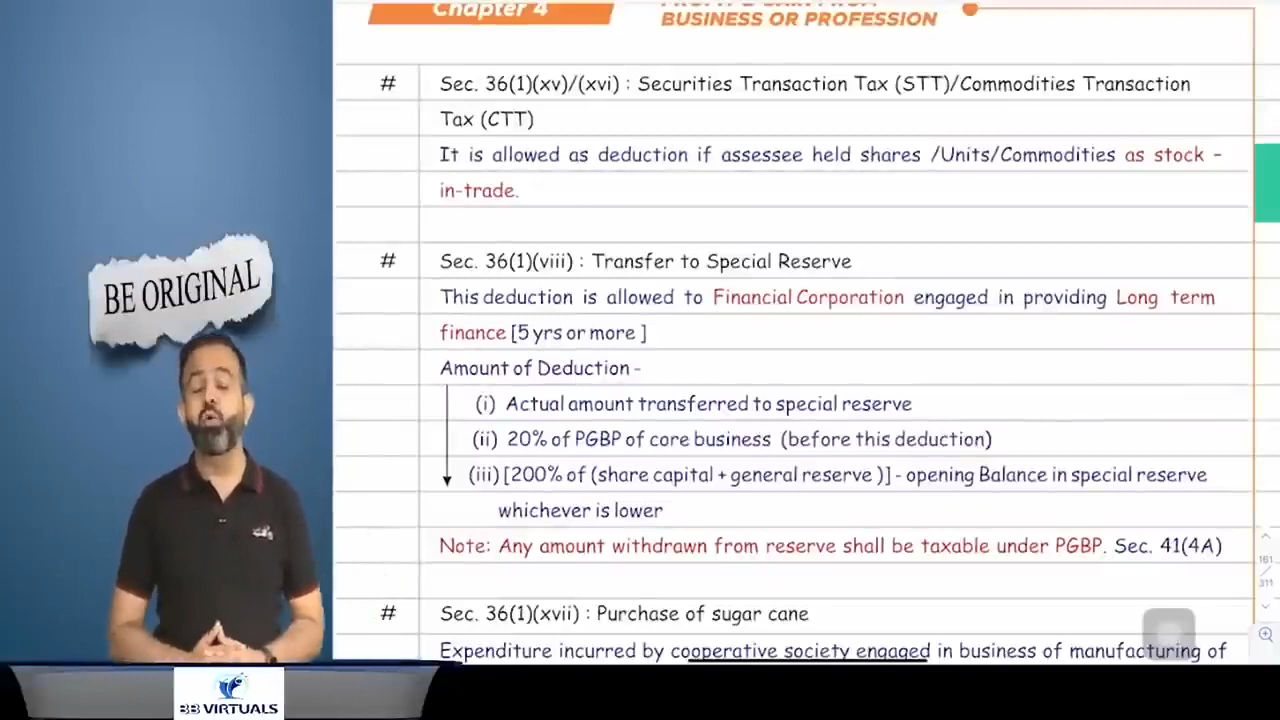 Chapter 4
BUSINESS OR PROFESSION
# Sec. 36(1)(xv)/(xvi) : Securities Transaction Tax (STT)/Commodities Transaction
Tax (CTT)
It is allowed as deduction if assessee held shares /Units/Commodities as stock -
in-trade.
# Sec. 36(1)(viii) : Transfer to Special Reserve
This deduction is allowed to Financial Corporation engaged in providing Long term
finance [5 yrs or more ]
Amount of Deduction -
(i) Actual amount transferred to special reserve
(ii) 20% of PGBP of core business (before this deduction)
(iii) [200% of (share capital + general reserve )] - opening Balance in special reserve
whichever is lower
Note: Any amount withdrawn from reserve shall be taxable under PGBP. Sec. 41(4A)
# Sec. 36(1)(xvii) : Purchase of sugar cane
Expenditure incurred by cooperative society engaged in business of manufacturing of
BE ORIGINAL
BB VIRTUALS
161
/
311